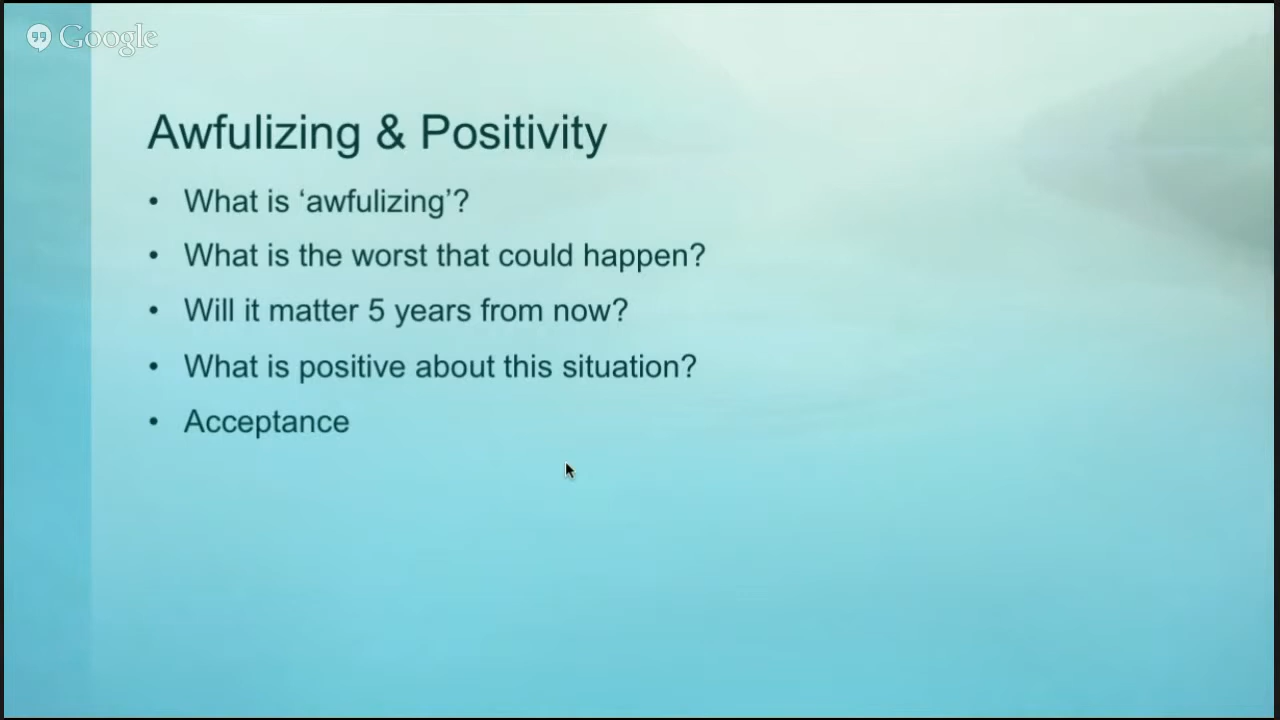 Google
Awfulizing & Positivity
• What is ‘awfulizing’?
• What is the worst that could happen?
• Will it matter 5 years from now?
• What is positive about this situation?
• Acceptance